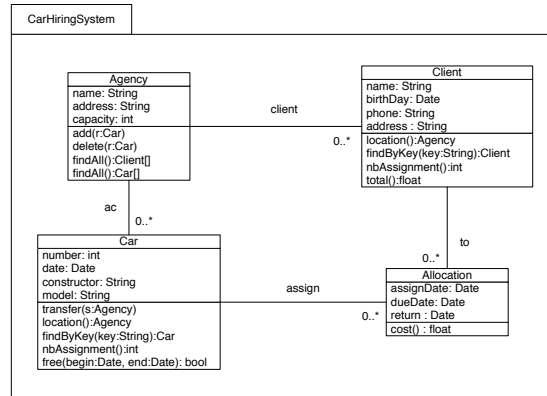 CarHiringSystem
Agency
name: String
address: String
capacity: int
add(r:Car)
delete(r:Car)
findAll():Client[]
findAll():Car[]
client
0..*
Client
name: String
birthDay: Date
phone: String
address : String
location():Agency
findByKey(key:String):Client
nbAssignment():int
total():float
ac
0..*
to
0..*
Car
number: int
date: Date
constructor: String
model: String
transfer(s:Agency)
location():Agency
findByKey(key:String):Car
nbAssignment():int
free(begin:Date, end:Date): bool
assign
0..*
Allocation
assignDate: Date
dueDate: Date
return : Date
cost() : float